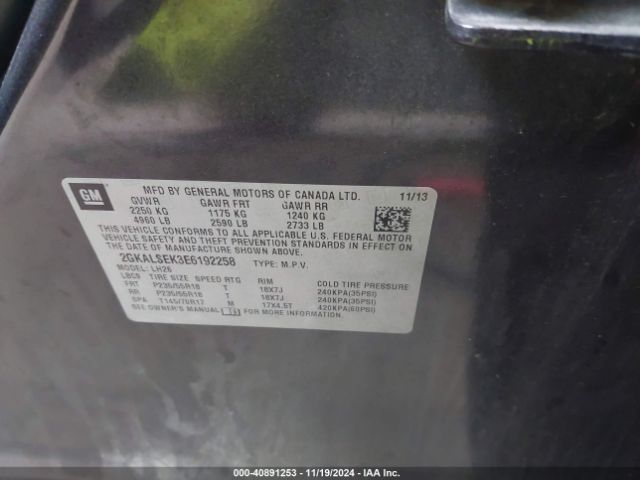 GM
MFD BY GENERAL MOTORS OF CANADA LTD. 11/13
GVWR GAWR FRT GAWR RR
2250 KG 1175 KG 1240 KG
4960 LB 2590 LB 2733 LB
THIS VEHICLE CONFORMS TO ALL APPLICABLE U.S. FEDERAL MOTOR
VEHICLE SAFETY AND THEFT PREVENTION STANDARDS IN EFFECT ON THE
DATE OF MANUFACTURE SHOWN ABOVE.
2GKALSEK3E6192258 TYPE: M.P.V.
MODEL: LH26
LBC9 TIRE SIZE SPEED RTG RIM COLD TIRE PRESSURE
FRT P235/55R18 T 18X7J 240KPA(35PSI)
RR P235/55R18 T 18X7J 240KPA(35PSI)
SPA T145/70R17 M 17X4.5T 420KPA(60PSI)
SEE OWNER'S MANUAL FOR MORE INFORMATION.
COPART - 40891253 - 11/19/2024 - IAA Inc.